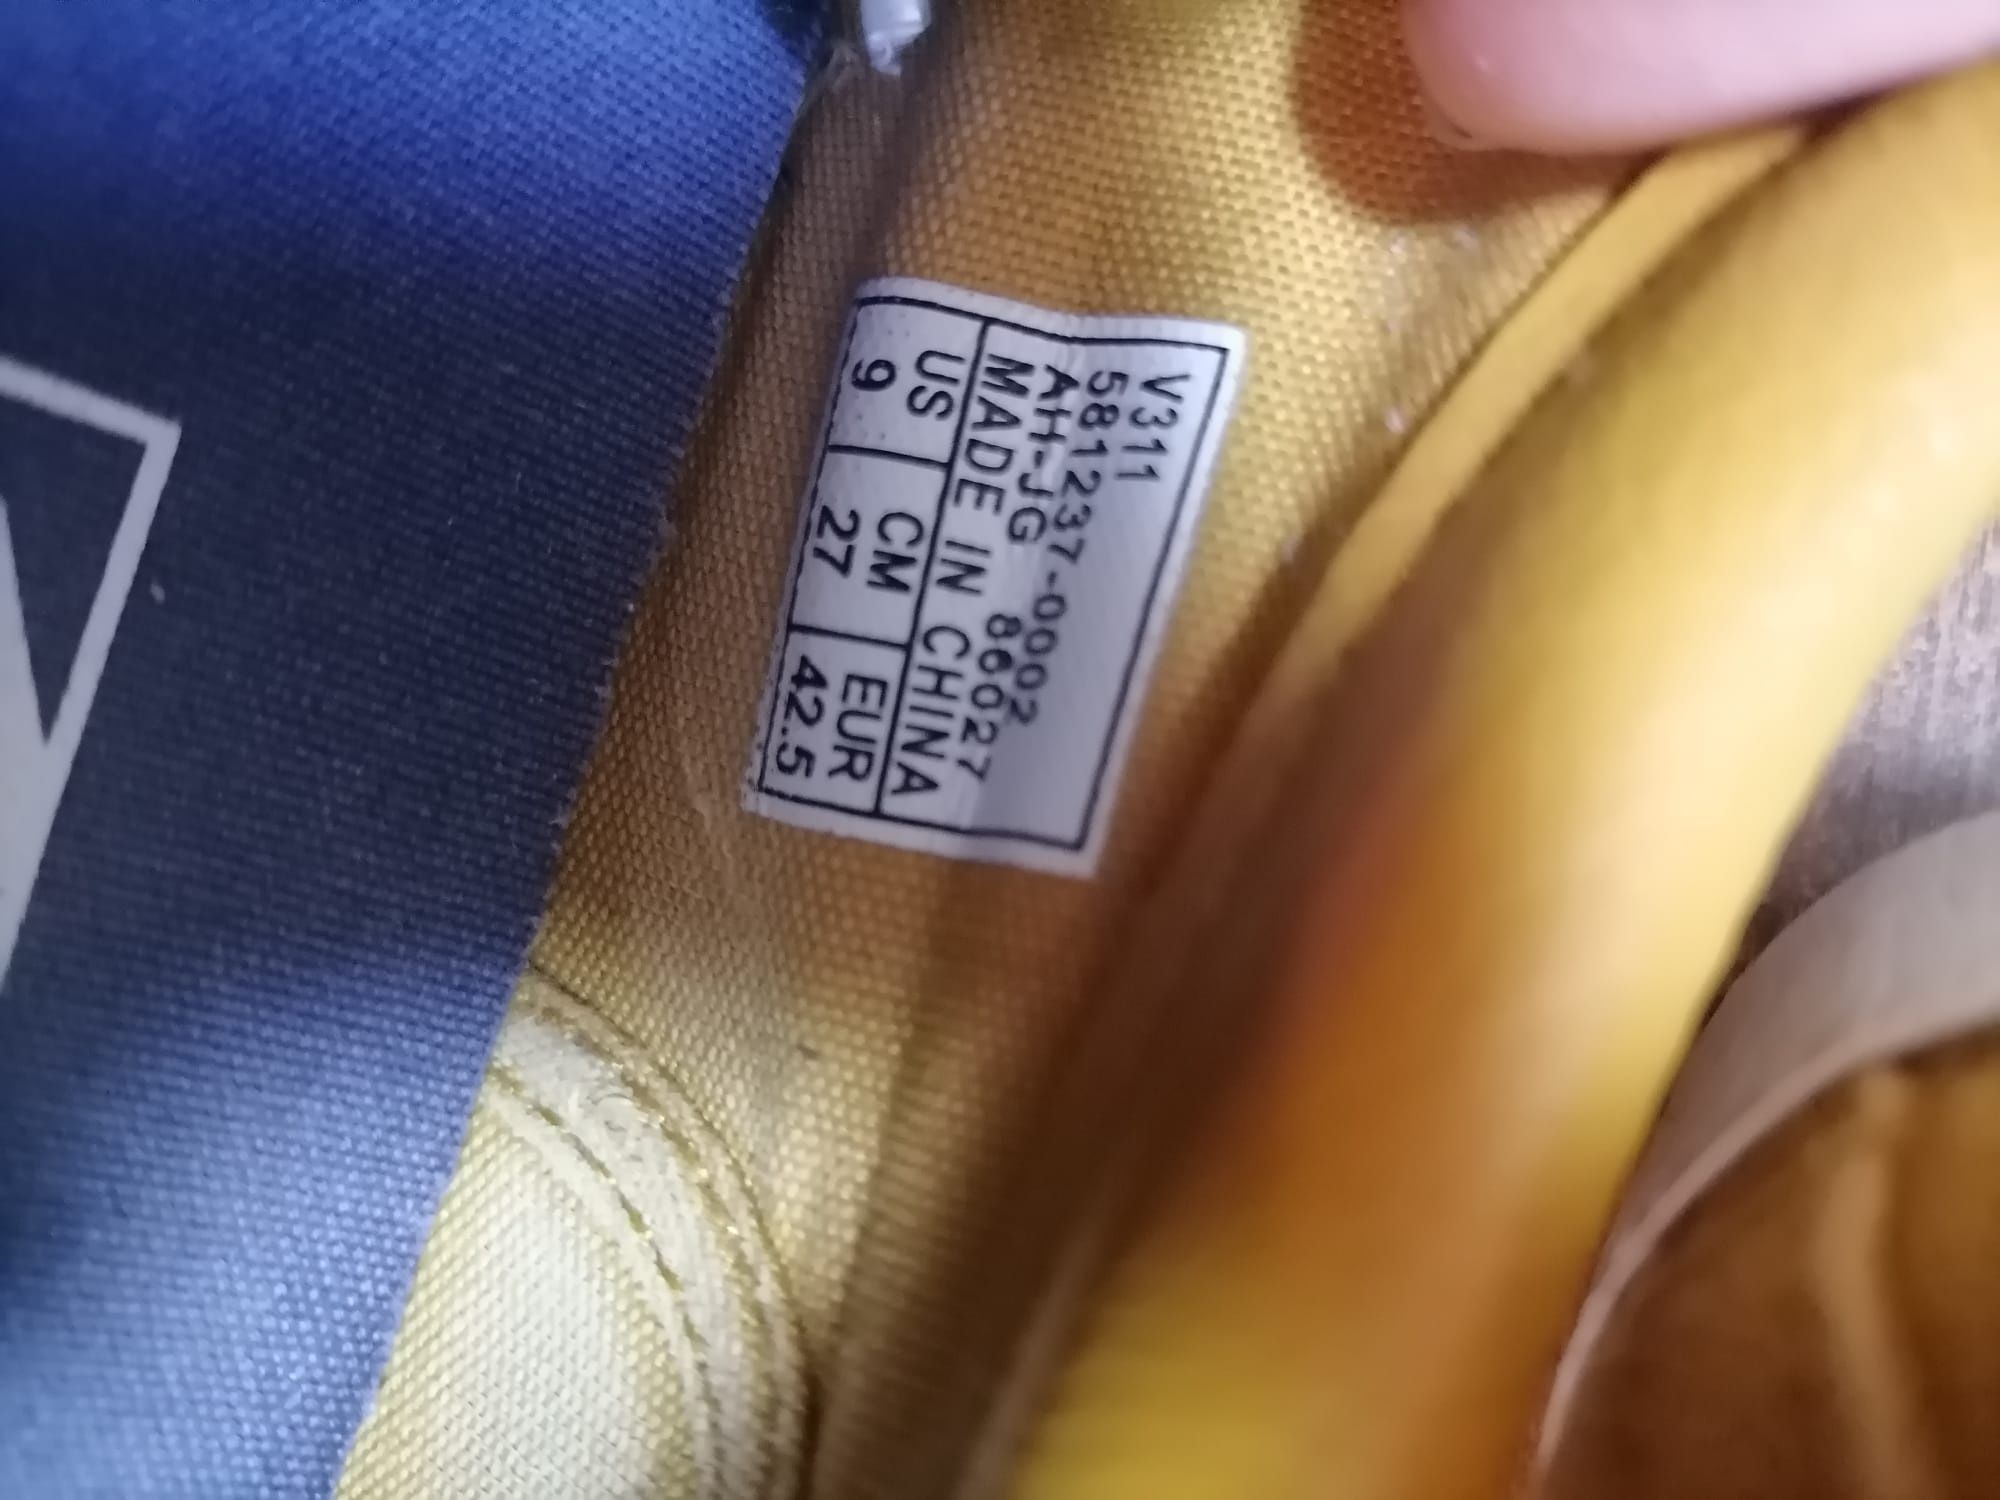 V311
581237-0002
AH-JG 86027
MADE IN CHINA
US CM EUR
9 27 42.5